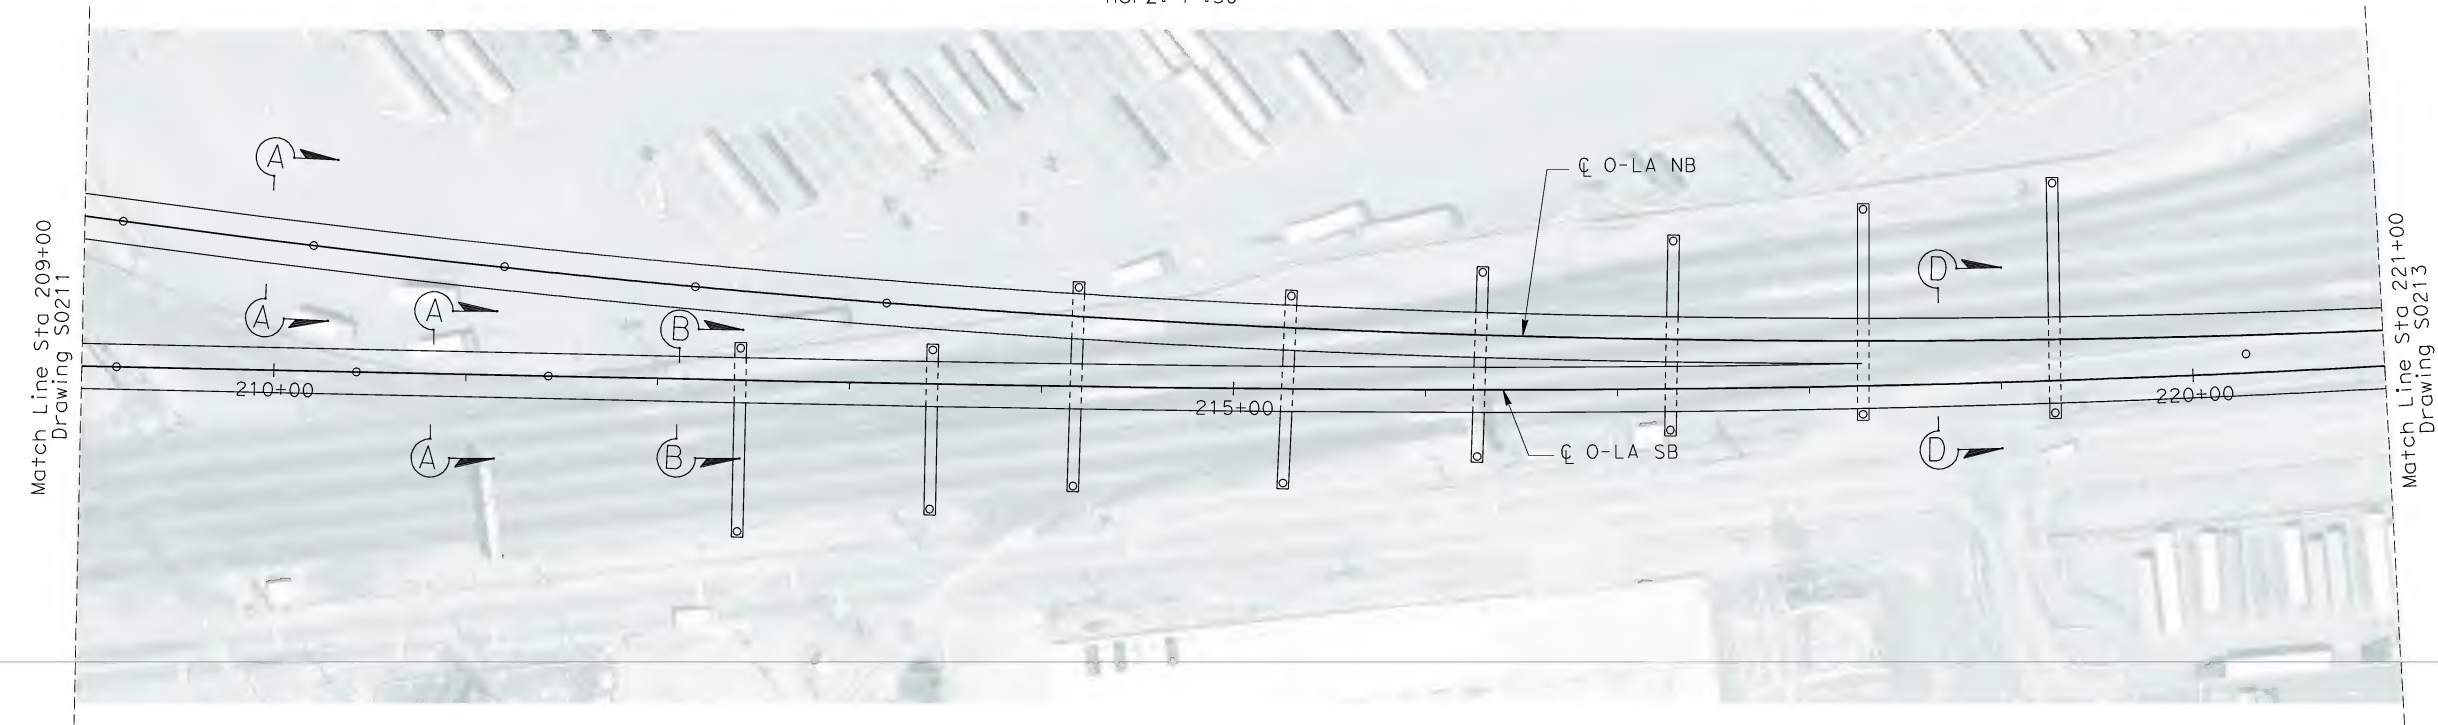 Match Line Sta 209+00
Drawing S0211
A
A
A
A
B
B
210+00
215+00
220+00
℄ O-LA NB
℄ O-LA SB
D
D
Match Line Sta 221+00
Drawing S0213